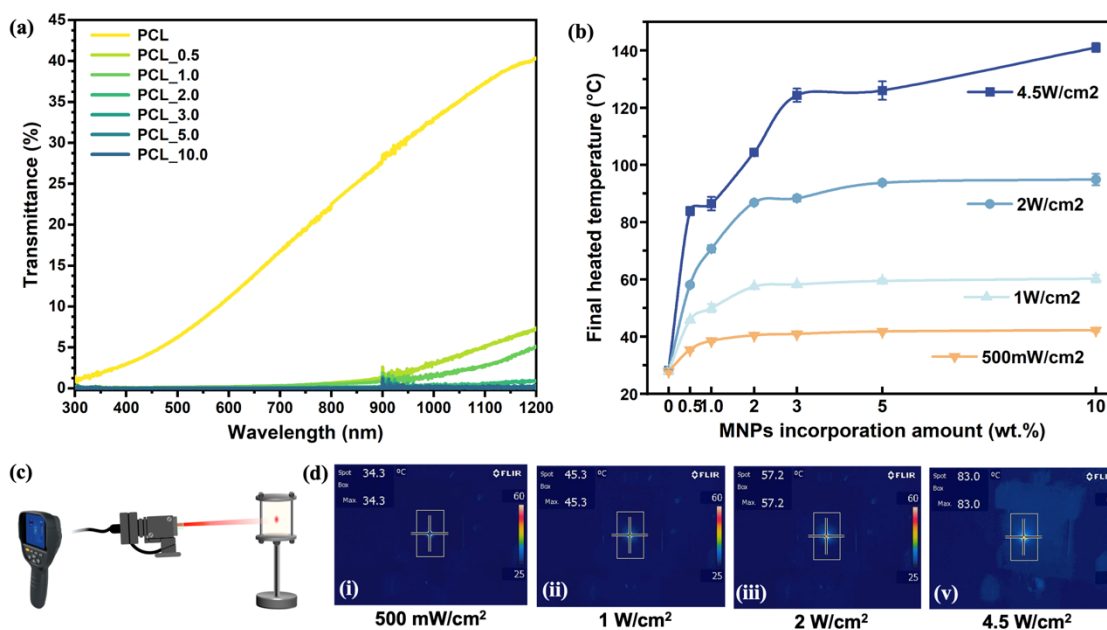 (a)
45
40
35
30
25
20
15
10
5
0
Transmittance (%)
PCL
PCL_0.5
PCL_1.0
PCL_2.0
PCL_3.0
PCL_5.0
PCL_10.0
300 400 500 600 700 800 900 1000 1100 1200
Wavelength (nm)
(b)
140
120
100
80
60
40
20
Final heated temperature (°C)
4.5W/cm2
2W/cm2
1W/cm2
500mW/cm2
0 0.5 1.0 2 3 5 10
MNPs incorporation amount (wt.%)
(c)
(d)
Spot 34.3 °C
Box
Max. 34.3
FLIR
60
25
(i)
500 mW/cm²
Spot 45.3 °C
Box
Max. 45.3
FLIR
60
25
(ii)
1 W/cm²
Spot 57.2 °C
Box
Max. 57.2
FLIR
60
25
(iii)
2 W/cm²
Spot 83.0 °C
Box
Max. 83.0
FLIR
60
25
(v)
4.5 W/cm²